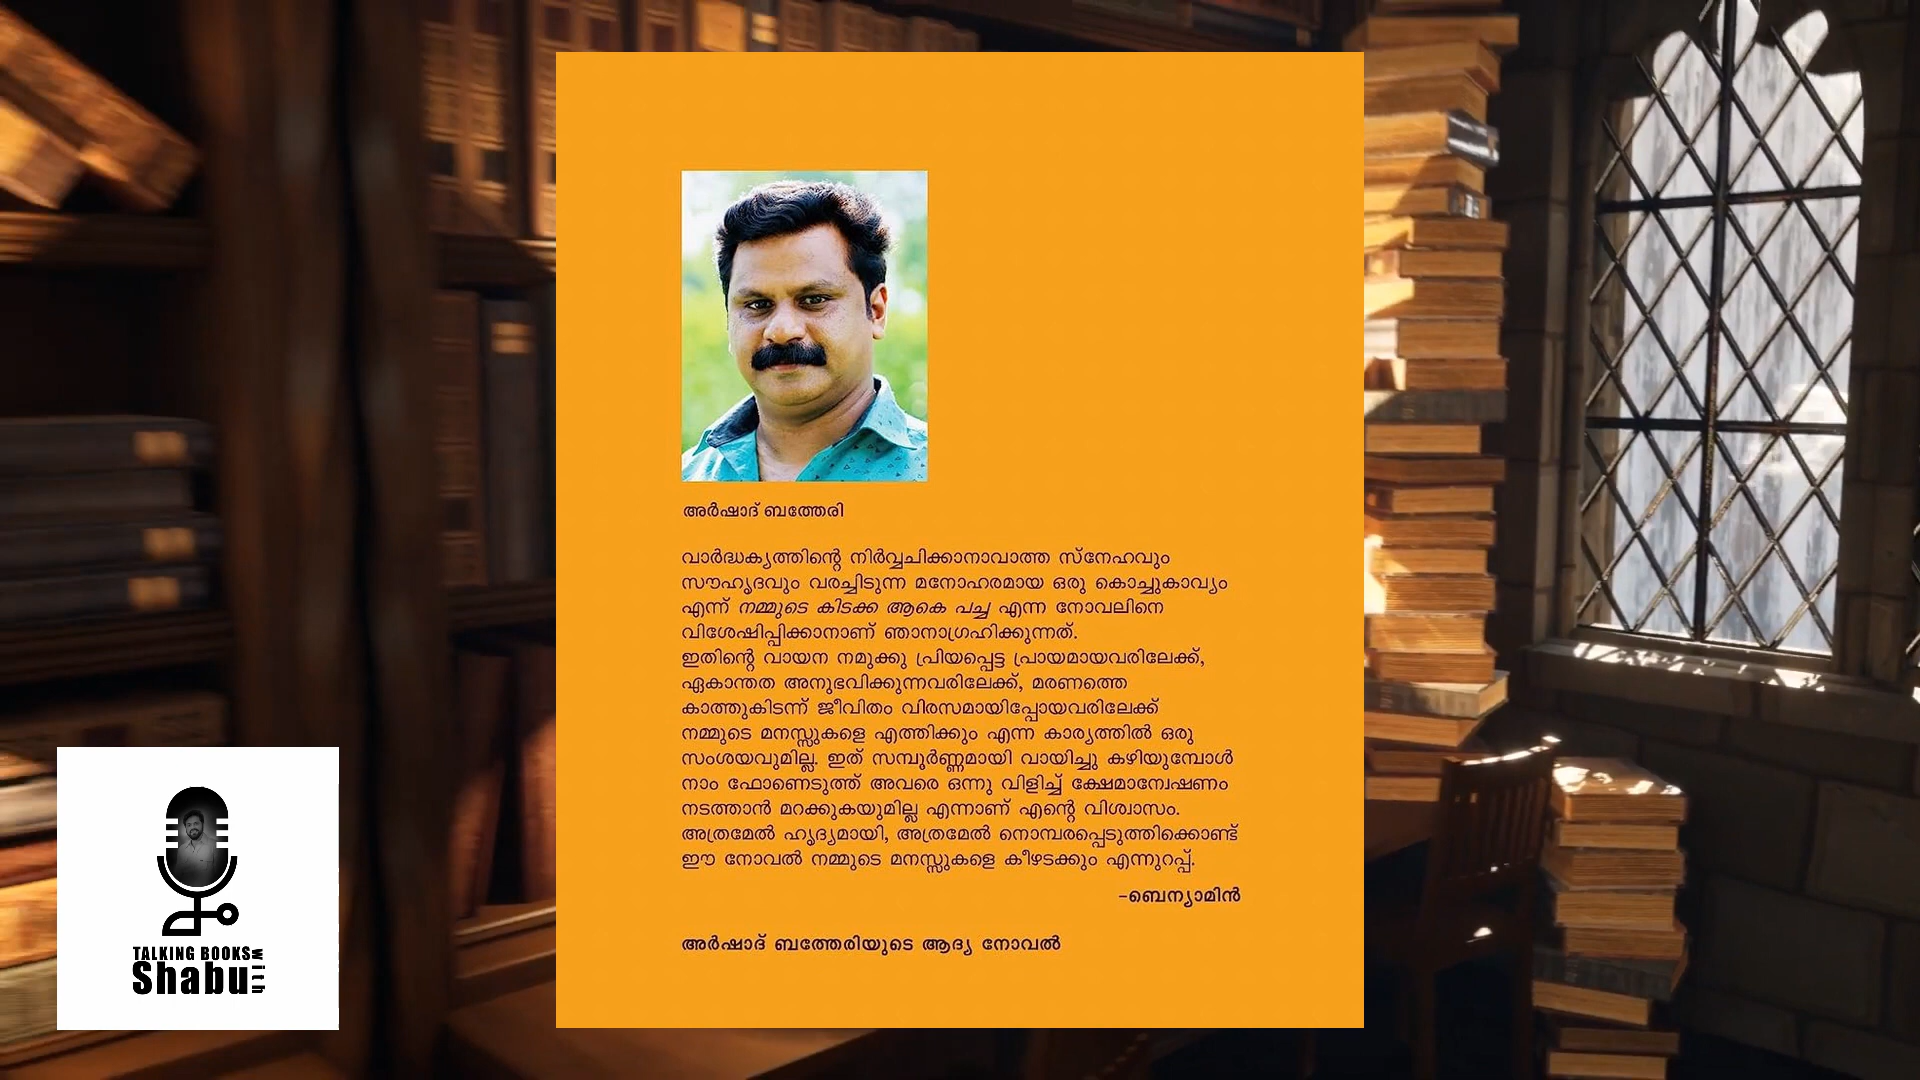 അർഷാദ് ബത്തേരി
വാർദ്ധക്യത്തിന്റെ നിർവ്വചിക്കാനാവാത്ത സ്നേഹവും
സൗഹൃദവും വരച്ചിടുന്ന മനോഹരമായ ഒരു കൊച്ചുകാവ്യം
എന്ന് നമ്മുടെ കിടക്ക ആകെ പച്ച എന്ന നോവലിനെ
വിശേഷിപ്പിക്കാനാണ് ഞാനാഗ്രഹിക്കുന്നത്.
ഇതിന്റെ വായന നമുക്കു പ്രിയപ്പെട്ട പ്രായമായവരിലേക്ക്,
ഏകാന്തത അനുഭവിക്കുന്നവരിലേക്ക്, മരണത്തെ
കാത്തുകിടന്ന് ജീവിതം വിരസമായിപ്പോയവരിലേക്ക്
നമ്മുടെ മനസ്സുകളെ എത്തിക്കും എന്ന കാര്യത്തിൽ ഒരു
സംശയവുമില്ല. ഇത് സമ്പൂർണ്ണമായി വായിച്ചു കഴിയുമ്പോൾ
നാം ഫോണെടുത്ത് അവരെ ഒന്നു വിളിച്ച് ക്ഷേമാന്വേഷണം
നടത്താൻ മറക്കുകയുമില്ല എന്നാണ് എന്റെ വിശ്വാസം.
അത്രമേൽ ഹൃദ്യമായി, അത്രമേൽ നൊമ്പരപ്പെടുത്തിക്കൊണ്ട്
ഈ നോവൽ നമ്മുടെ മനസ്സുകളെ കീഴടക്കും എന്നുറപ്പ്.
-ബെന്യാമിൻ
അർഷാദ് ബത്തേരിയുടെ ആദ്യ നോവൽ
TALKING BOOKS
with
Shabu